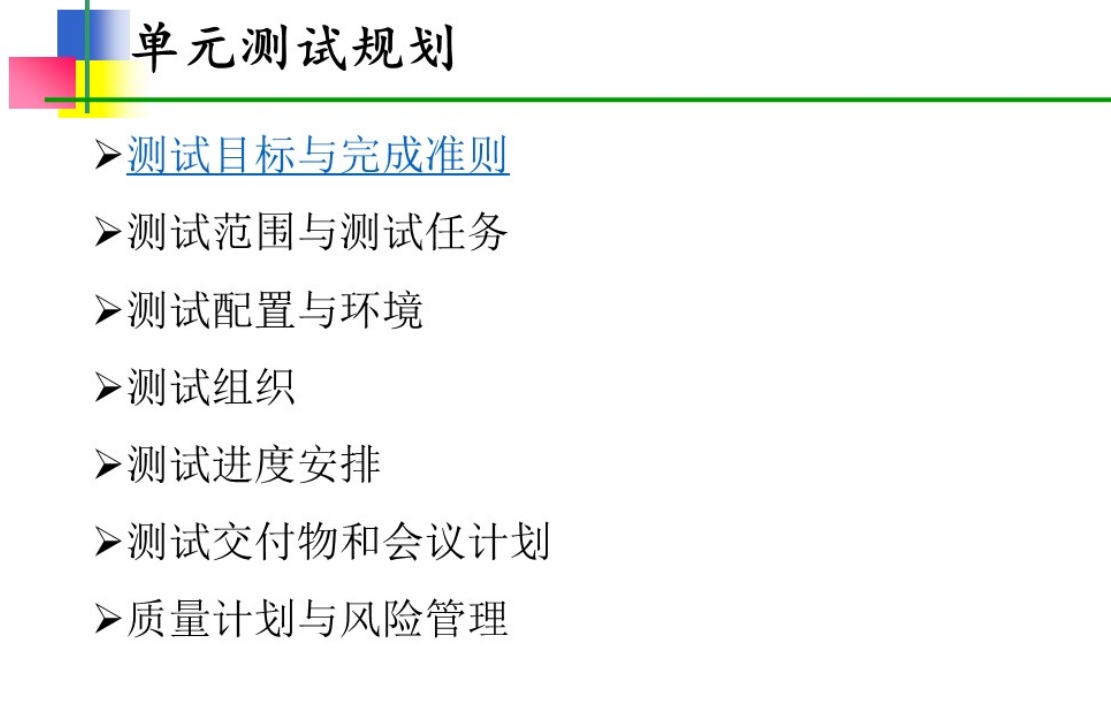 单元测试规划
➢测试目标与完成准则
➢测试范围与测试任务
➢测试配置与环境
➢测试组织
➢测试进度安排
➢测试交付物和会议计划
➢质量计划与风险管理